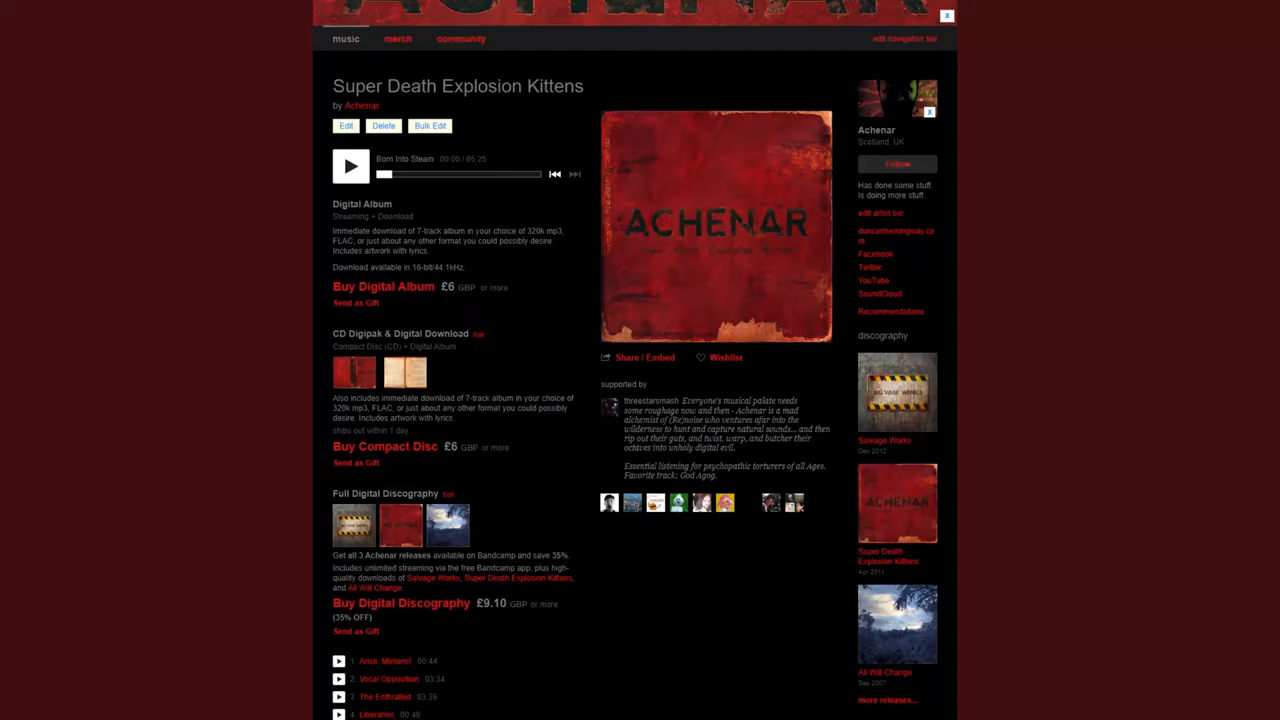 ACHENAR
X
music merch community edit navigation bar
Super Death Explosion Kittens
by Achenar
Edit Delete Bulk Edit
Born Into Steam 00:00 / 05:25
Digital Album
Streaming + Download
Immediate download of 7-track album in your choice of 320k mp3,
FLAC, or just about any other format you could possibly desire.
Includes artwork with lyrics.
Download available in 16-bit/44.1kHz.
Buy Digital Album £6 GBP or more
Send as Gift
CD Digipak & Digital Download Edit
Compact Disc (CD) + Digital Album
Also includes immediate download of 7-track album in your choice of
320k mp3, FLAC, or just about any other format you could possibly
desire. Includes artwork with lyrics.
ships out within 1 day
Buy Compact Disc £6 GBP or more
Send as Gift
Full Digital Discography Edit
Get all 3 Achenar releases available on Bandcamp and save 35%.
Includes unlimited streaming via the free Bandcamp app, plus high-
quality downloads of Salvage Works, Super Death Explosion Kittens,
and All Will Change.
Buy Digital Discography £9.10 GBP or more
(35% OFF)
Send as Gift
1. Arise, Minions! 00:44
2. Vocal Opposition 03:34
3. The Enthralled 03:39
4. Liberation 00:49
ACHENAR
Super Death Explosion Kittens
Share / Embed Wishlist
supported by
threestarsmash Everyone's musical palate needs
some roughage now and then - Achenar is a mad
alchemist of (Re)noise who ventures afar into the
wilderness to hunt and capture natural sounds... and then
rip out their guts, and twist, warp, and butcher their
octaves into unholy digital evil.
Essential listening for psychopathic torturers of all Ages.
Favorite track: God Agog.
X
Achenar
Scotland, UK
Follow
Has done some stuff.
Is doing more stuff.
edit artist bio
duncanhemingway.co
m
Facebook
Twitter
YouTube
SoundCloud
Recommendations
discography
SALVAGE WORKS
Salvage Works
Dec 2012
ACHENAR
Super Death
Explosion Kittens
Apr 2011
All Will Change
Sep 2007
more releases...